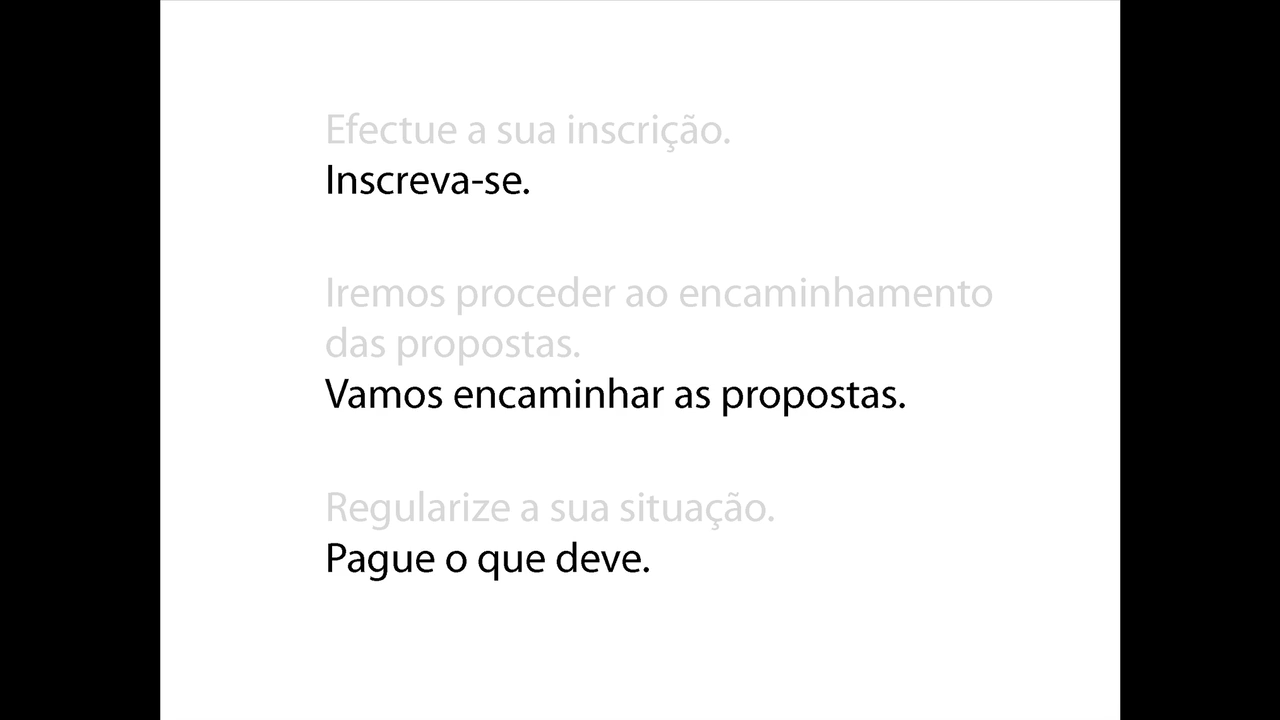 Efectue a sua inscrição.
Inscreva-se.
Iremos proceder ao encaminhamento
das propostas.
Vamos encaminhar as propostas.
Regularize a sua situação.
Pague o que deve.